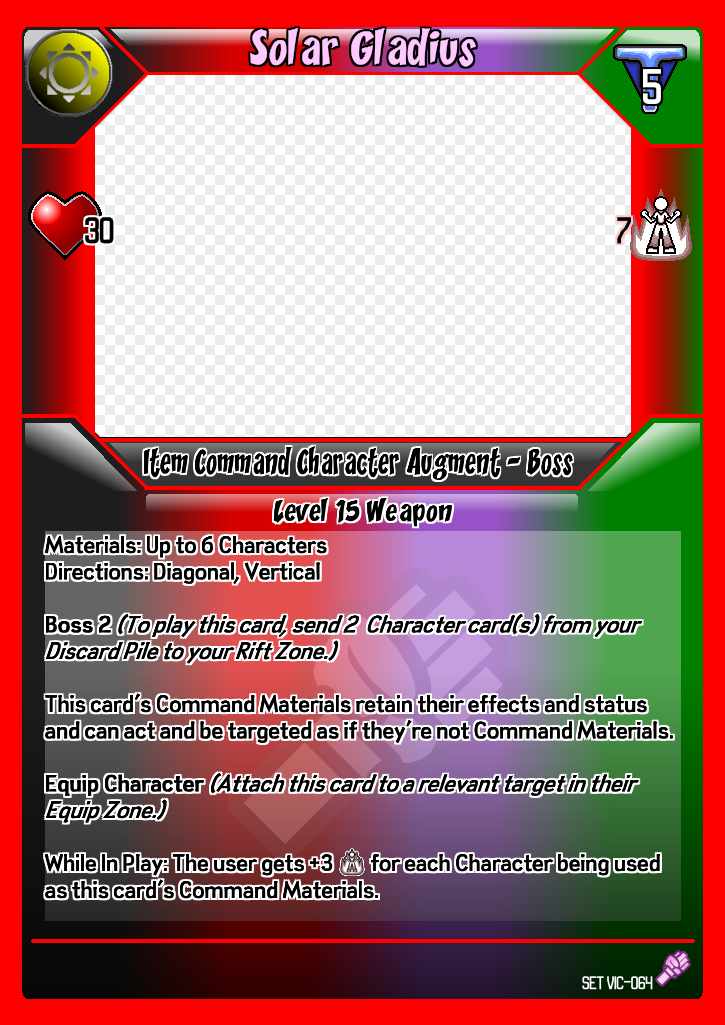 Solar Gladius
5
30
7
Item Command Character Augment - Boss
Level 15 Weapon
Materials: Up to 6 Characters
Directions: Diagonal, Vertical
Boss 2 (To play this card, send 2 Character card(s) from your
Discard Pile to your Rift Zone.)
This card's Command Materials retain their effects and status
and can act and be targeted as if they're not Command Materials.
Equip Character (Attach this card to a relevant target in their
Equip Zone.)
While In Play: The user gets +3 for each Character being used
as this card's Command Materials.
SET VIC-064